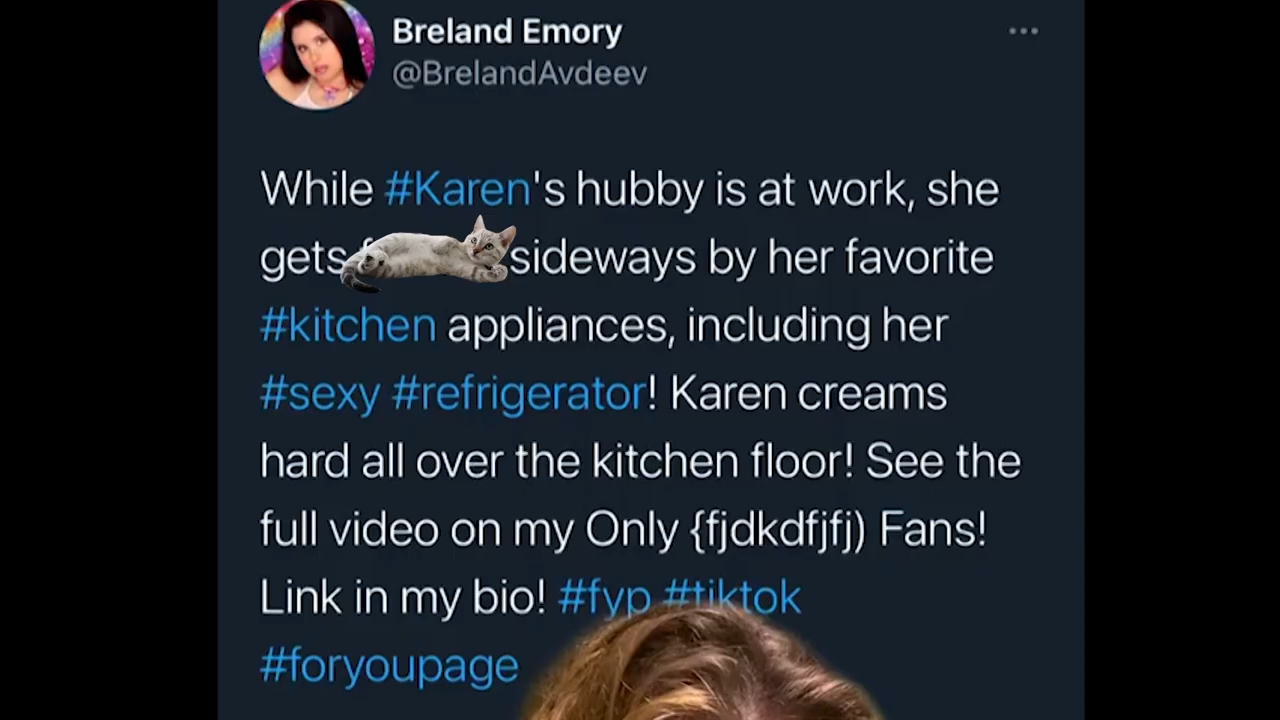 Breland Emory
@BrelandAvdeev
While #Karen's hubby is at work, she
gets sideways by her favorite
#kitchen appliances, including her
#sexy #refrigerator! Karen creams
hard all over the kitchen floor! See the
full video on my Only {fjdkdfjfj) Fans!
Link in my bio! #fyp #tiktok
#foryoupage